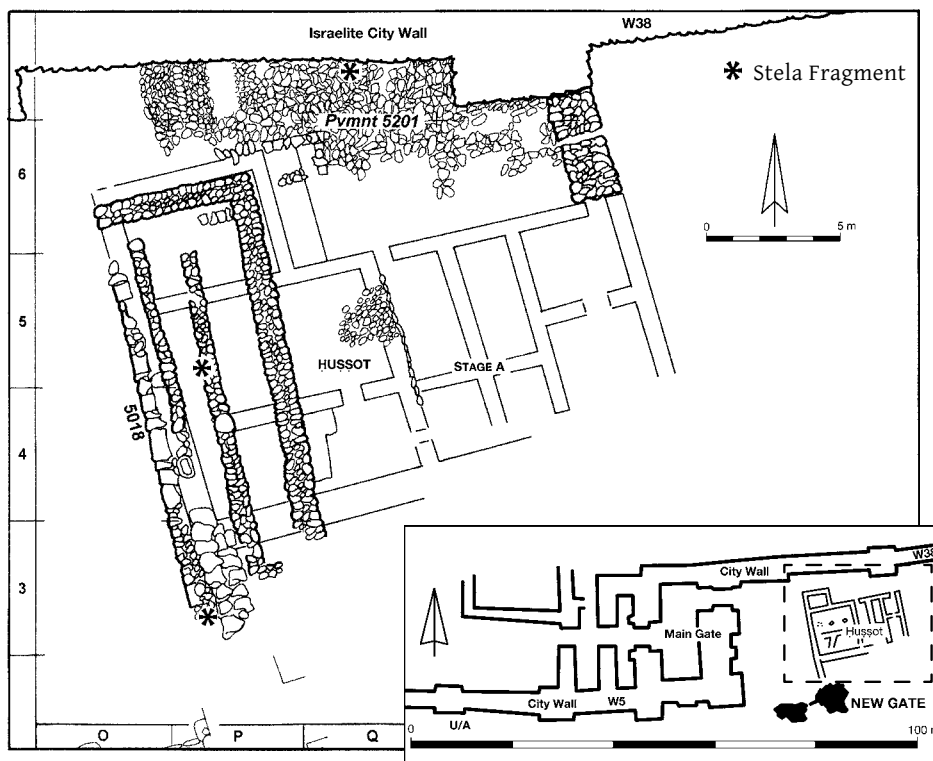 Israelite City Wall
W38
* Stela Fragment
Pvmnt 5201
6
0 5 m
5
HUSSOT
STAGE A
5018
4
3
City Wall
W38
Main Gate
Hussot
City Wall
W5
NEW GATE
U/A
0 100 m
O P Q